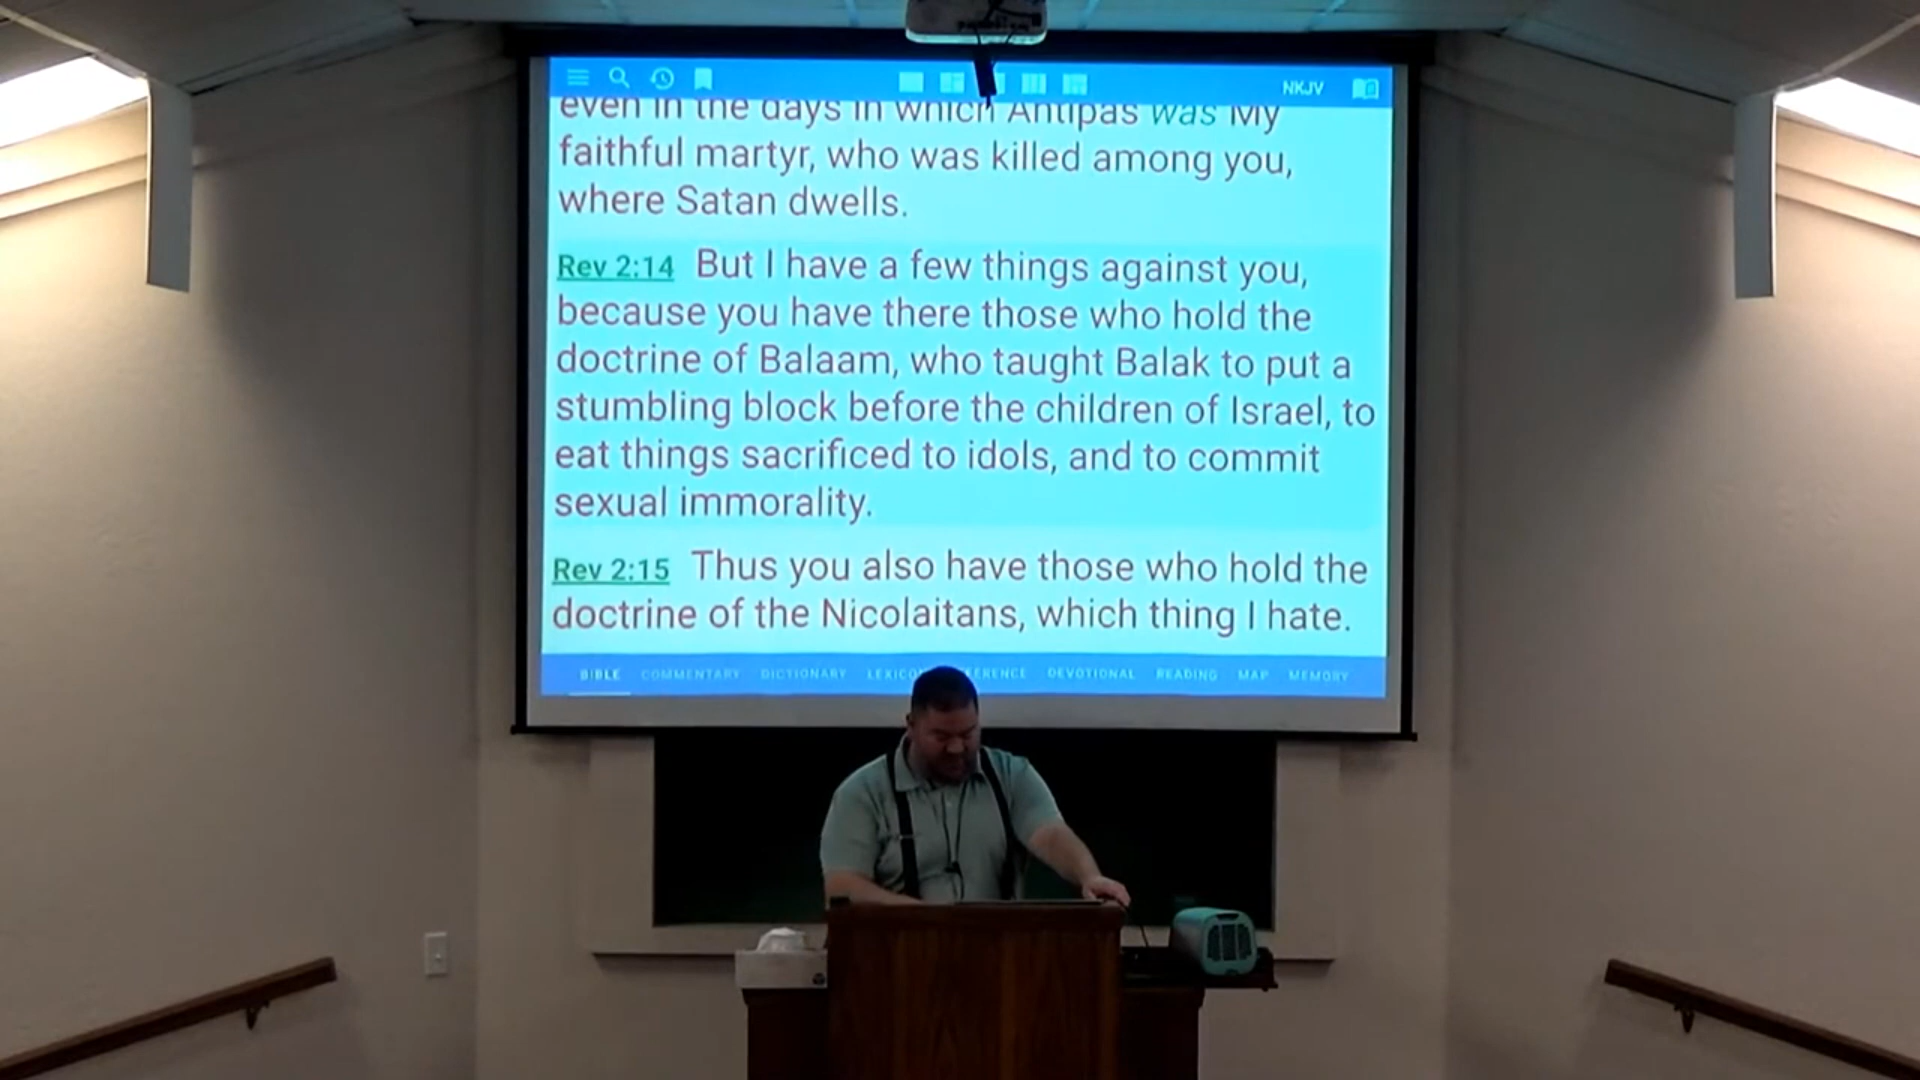 NKJV
even in the days in which Antipas was My
faithful martyr, who was killed among you,
where Satan dwells.
Rev 2:14 But I have a few things against you,
because you have there those who hold the
doctrine of Balaam, who taught Balak to put a
stumbling block before the children of Israel, to
eat things sacrificed to idols, and to commit
sexual immorality.
Rev 2:15 Thus you also have those who hold the
doctrine of the Nicolaitans, which thing I hate.
BIBLE COMMENTARY DICTIONARY DEVOTIONAL READING MAP MEMORY